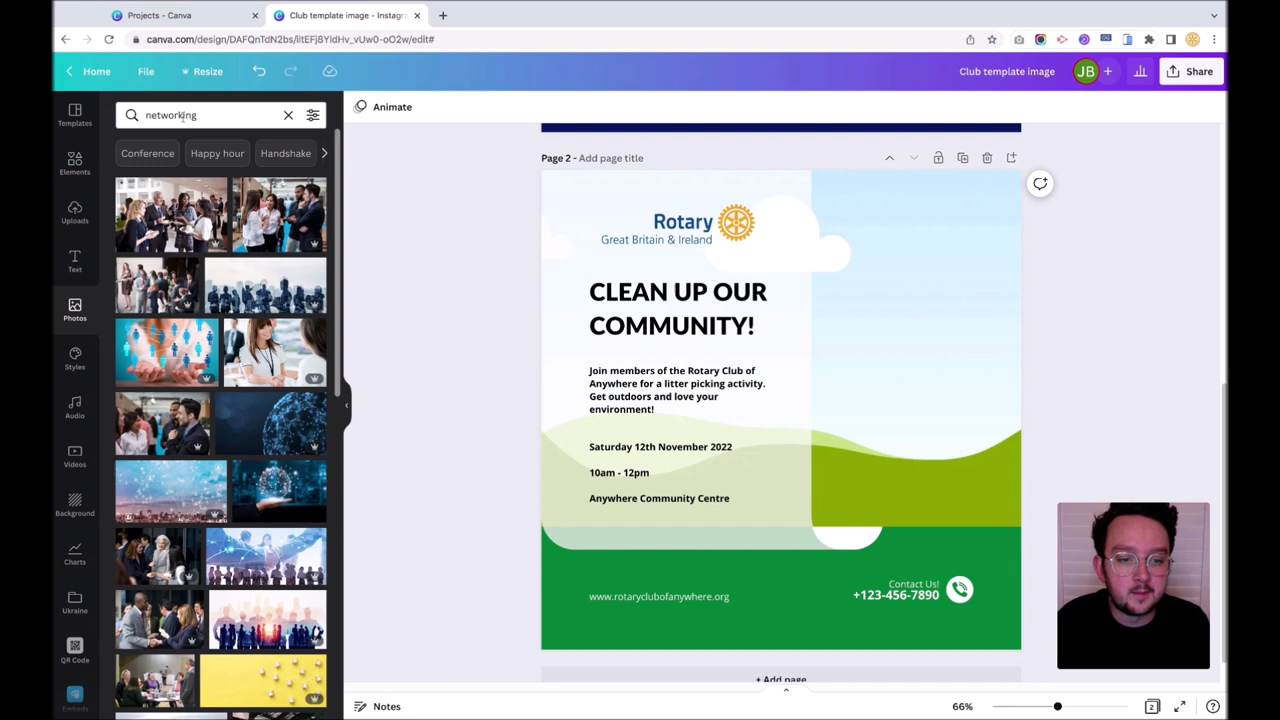 Projects - Canva
Club template image - Instagra
canva.com/design/DAFQnTdN2bs/litEFj8YldHv_vUw0-oO2w/edit#
Home
File
Resize
Club template image
JB
Share
Templates
Elements
Uploads
Text
Photos
Styles
Audio
Videos
Background
Charts
Ukraine
QR Code
Embeds
networking
Conference
Happy hour
Handshake
Animate
Page 2 - Add page title
Rotary
Great Britain & Ireland
CLEAN UP OUR
COMMUNITY!
Join members of the Rotary Club of
Anywhere for a litter picking activity.
Get outdoors and love your
environment!
Saturday 12th November 2022
10am - 12pm
Anywhere Community Centre
www.rotaryclubofanywhere.org
Contact Us!
+123-456-7890
+ Add page
Notes
66%
2